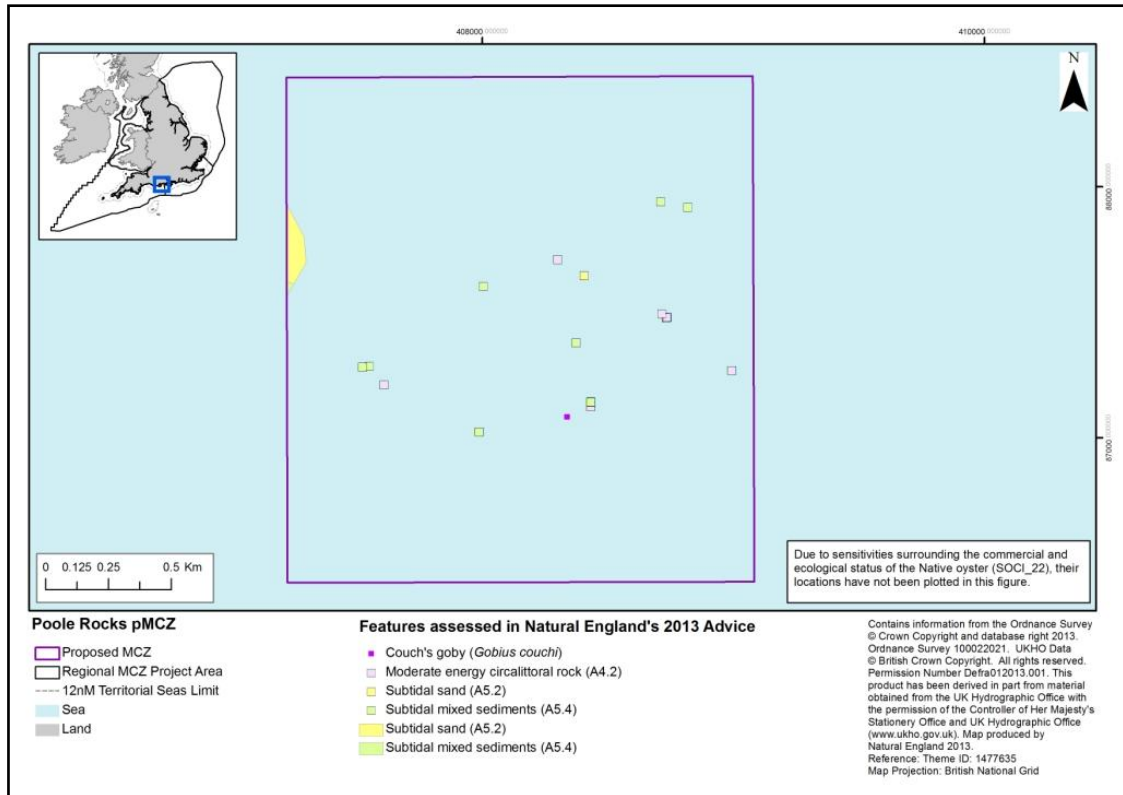 408000.000000
410000.000000
N
88000.000000
87000.000000
0 0.125 0.25 0.5 Km
Due to sensitivities surrounding the commercial and
ecological status of the Native oyster (SOCI_22), their
locations have not been plotted in this figure.
Poole Rocks pMCZ
Proposed MCZ
Regional MCZ Project Area
12nM Territorial Seas Limit
Sea
Land
Features assessed in Natural England's 2013 Advice
Couch's goby (Gobius couchi)
Moderate energy circalittoral rock (A4.2)
Subtidal sand (A5.2)
Subtidal mixed sediments (A5.4)
Subtidal sand (A5.2)
Subtidal mixed sediments (A5.4)
Contains information from the Ordnance Survey
© Crown Copyright and database right 2013.
Ordnance Survey 100022021. UKHO Data
© British Crown Copyright. All rights reserved.
Permission Number Defra012013.001. This
product has been derived in part from material
obtained from the UK Hydrographic Office with
the permission of the Controller of Her Majesty's
Stationery Office and UK Hydrographic Office
(www.ukho.gov.uk). Map produced by
Natural England 2013.
Reference: Theme ID: 1477635
Map Projection: British National Grid